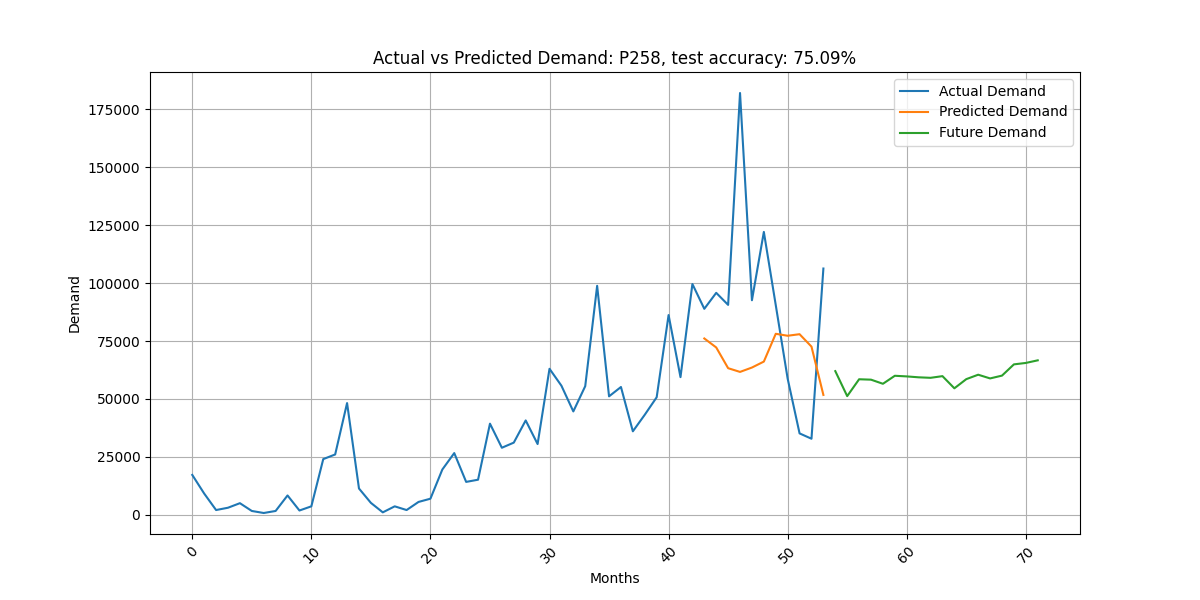 Actual vs Predicted Demand: P258, test accuracy: 75.09%
Actual Demand
Predicted Demand
Future Demand
Demand
175000
150000
125000
100000
75000
50000
25000
0
0 10 20 30 40 50 60 70
Months